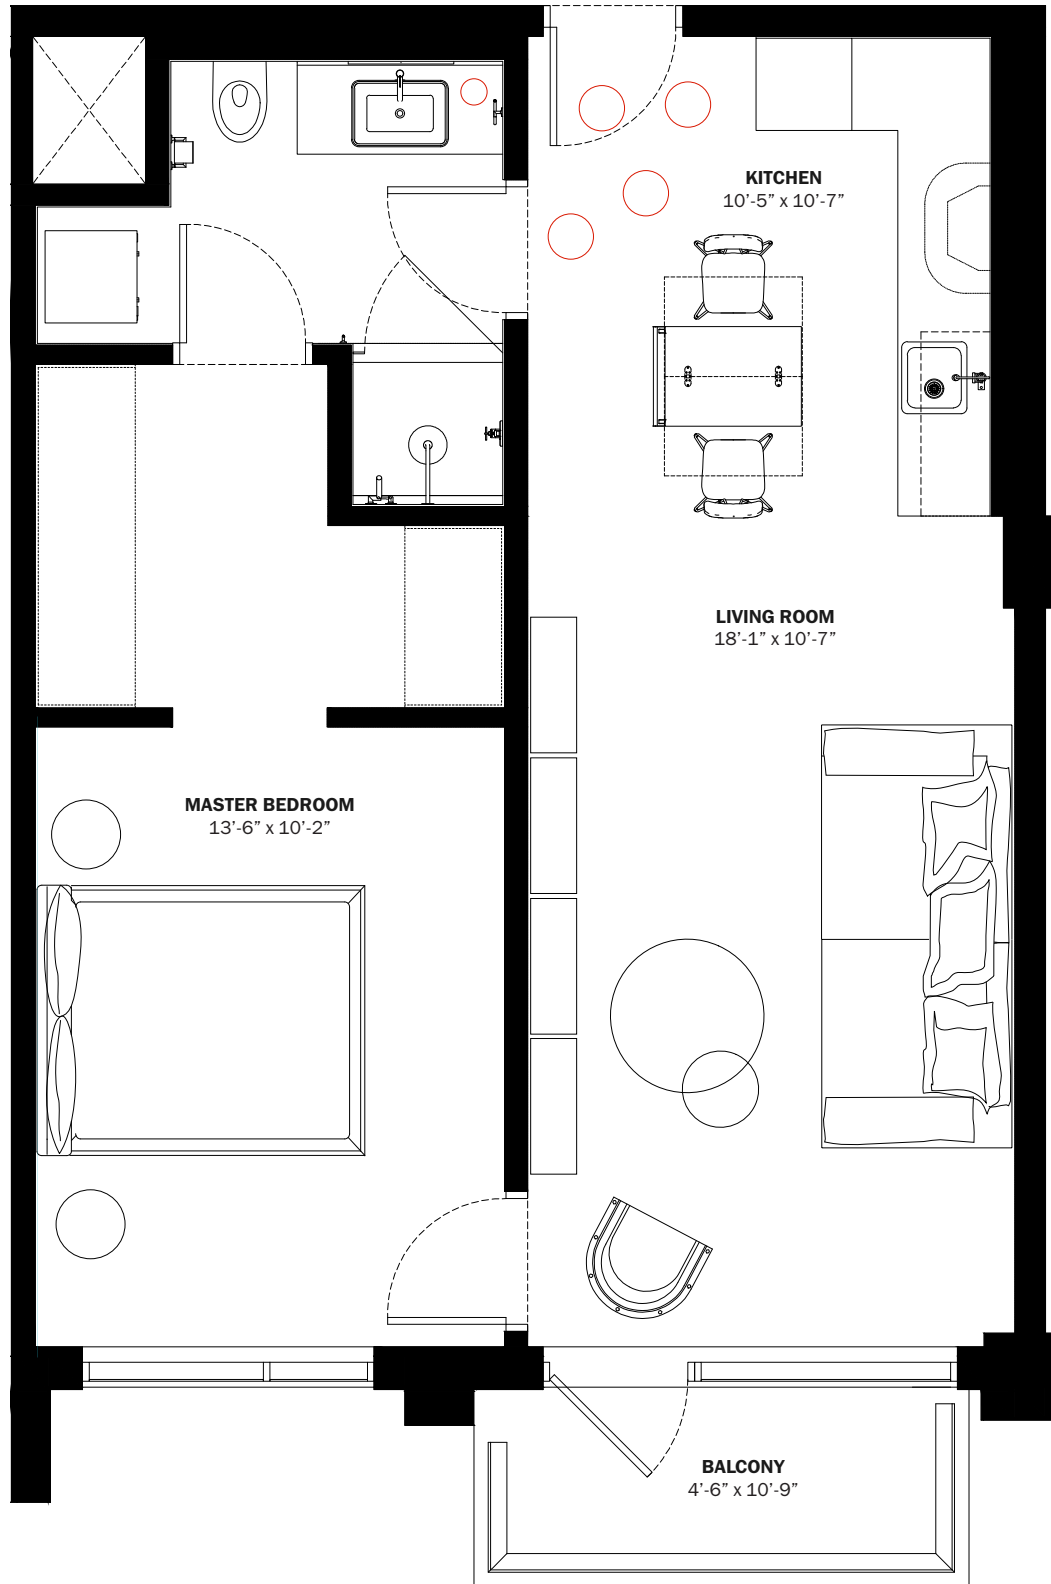 KITCHEN
10’-5” x 10’-7”
LIVING ROOM
18’-1” x 10’-7”
MASTER BEDROOM
13’-6” x 10’-2”
BALCONY
4’-6” x 10’-9”